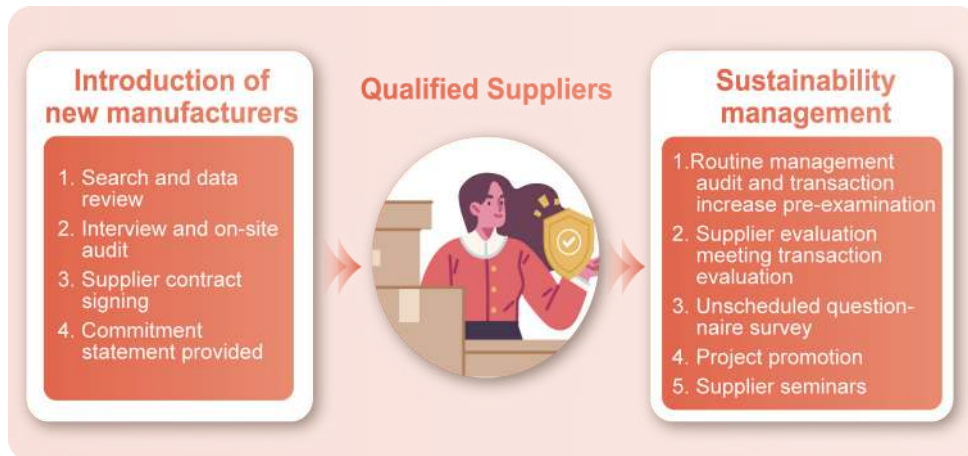 Introduction of
new manufacturers
1. Search and data
review
2. Interview and on-site
audit
3. Supplier contract
signing
4. Commitment
statement provided
Qualified Suppliers
Sustainability
management
1.Routine management
audit and transaction
increase pre-examination
2. Supplier evaluation
meeting transaction
evaluation
3. Unscheduled question-
naire survey
4. Project promotion
5. Supplier seminars